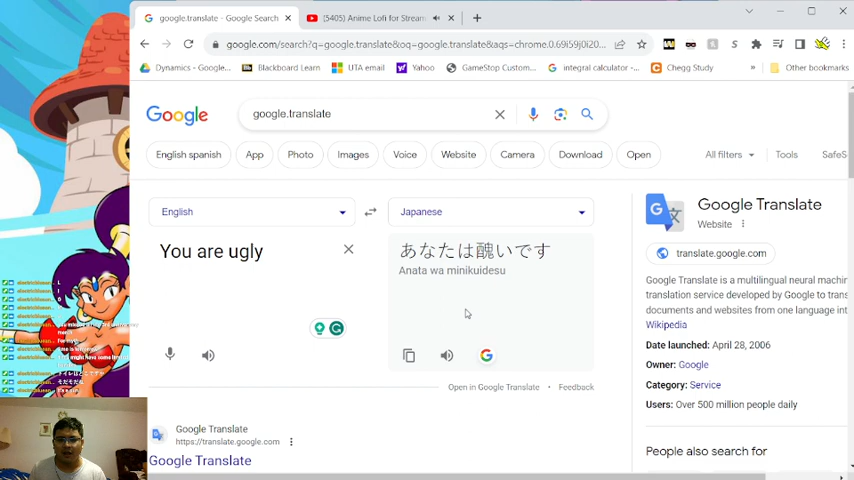 google.translate - Google Search
(5405) Anime Lofi for Stream
google.com/search?q=google.translate&oq=google.translate&aqs=chrome.0.69i59j0i20...
Dynamics - Google...
Blackboard Learn
UTA email
Yahoo
GameStop Custom...
integral calculator -...
Chegg Study
»
Other bookmarks
Google
google.translate
English spanish
App
Photo
Images
Voice
Website
Camera
Download
Open
All filters
Tools
SafeS
English
Japanese
You are ugly
あなたは醜いです
Anata wa minikuidesu
Open in Google Translate • Feedback
Google Translate
Website
translate.google.com
Google Translate is a multilingual neural machin
translation service developed by Google to trans
documents and websites from one language int
Wikipedia
Date launched: April 28, 2006
Owner: Google
Category: Service
Users: Over 500 million people daily
People also search for
Google Translate
https://translate.google.com
Google Translate